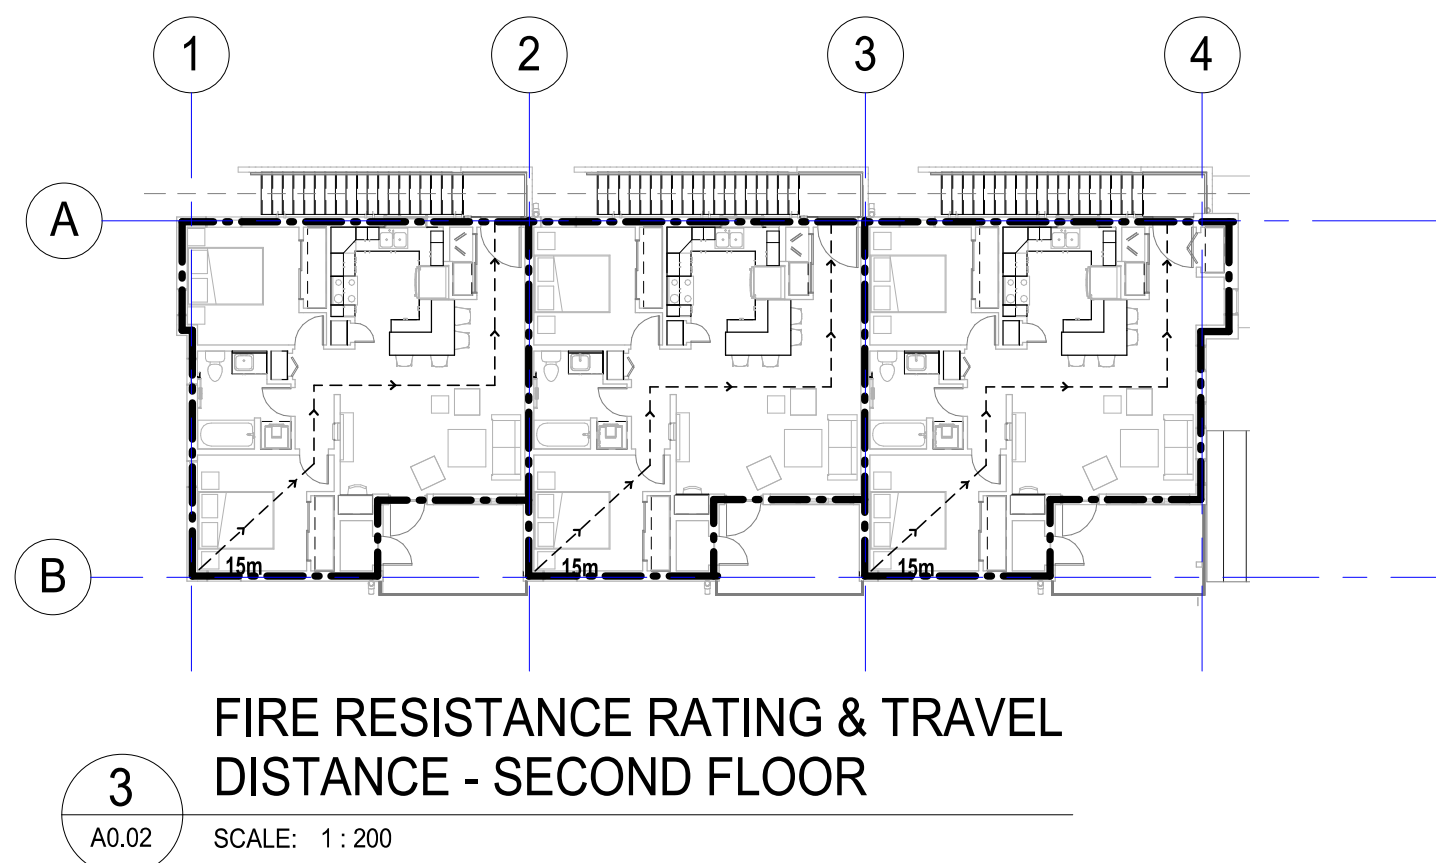 1
2
3
4
A
B
15m
15m
15m
FIRE RESISTANCE RATING & TRAVEL
DISTANCE - SECOND FLOOR
3
A0.02
SCALE: 1 : 200